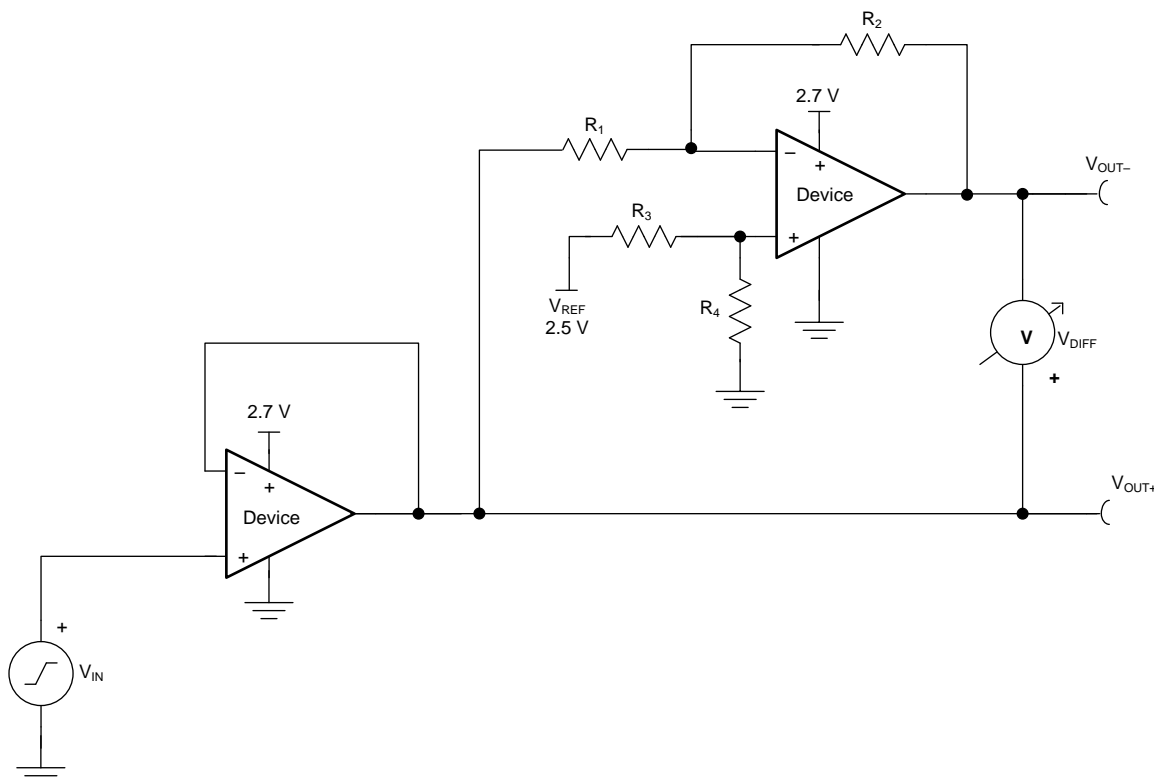 R2
2.7 V
R1
−
+
Device
VOUT−
R3
+
VREF
2.5 V
R4
V
VDIFF
+
2.7 V
−
+
Device
+
VOUT+
+
VIN